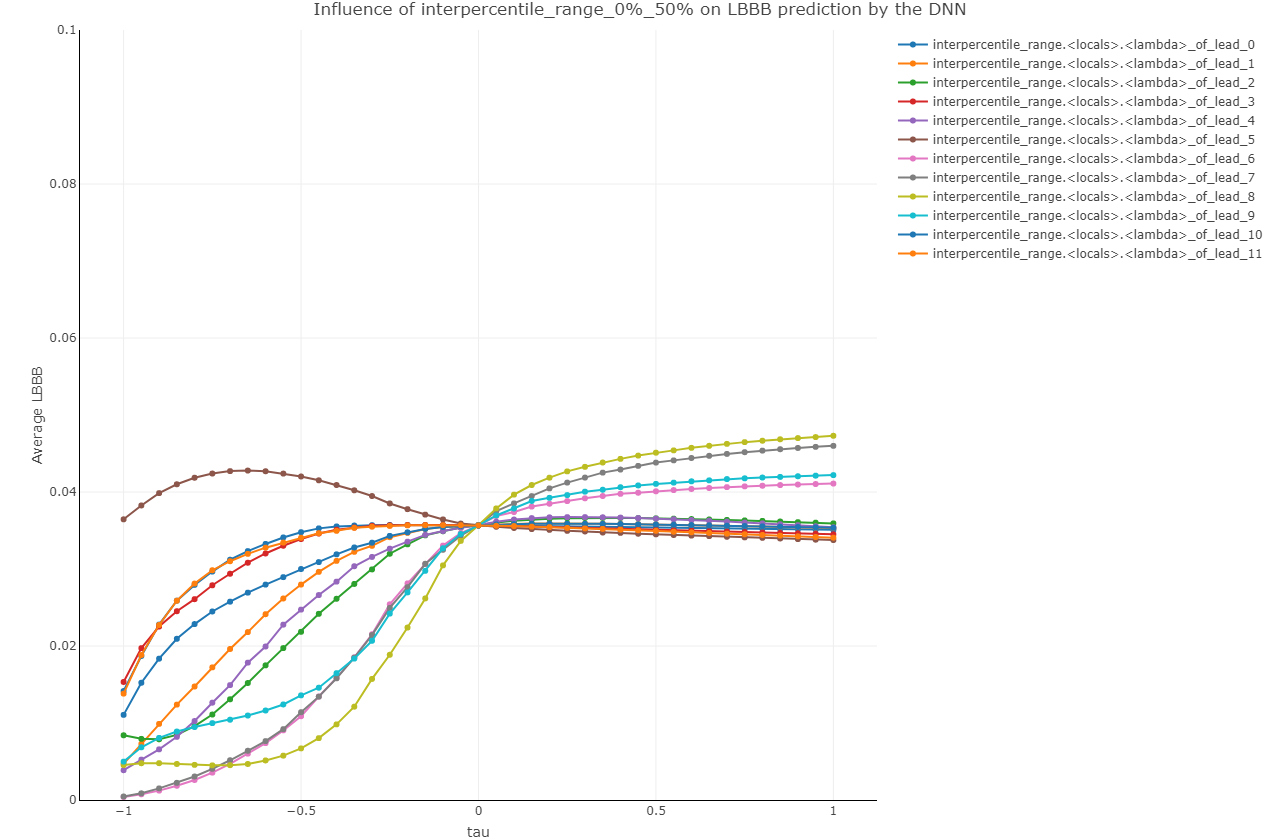 Influence of interpercentile_range_0%_50% on LBBB prediction by the DNN
0.1
0.08
0.06
0.04
0.02
0
Average LBBB
−1
−0.5
0
0.5
1
tau
interpercentile_range.<locals>.<lambda>_of_lead_0
interpercentile_range.<locals>.<lambda>_of_lead_1
interpercentile_range.<locals>.<lambda>_of_lead_2
interpercentile_range.<locals>.<lambda>_of_lead_3
interpercentile_range.<locals>.<lambda>_of_lead_4
interpercentile_range.<locals>.<lambda>_of_lead_5
interpercentile_range.<locals>.<lambda>_of_lead_6
interpercentile_range.<locals>.<lambda>_of_lead_7
interpercentile_range.<locals>.<lambda>_of_lead_8
interpercentile_range.<locals>.<lambda>_of_lead_9
interpercentile_range.<locals>.<lambda>_of_lead_10
interpercentile_range.<locals>.<lambda>_of_lead_11